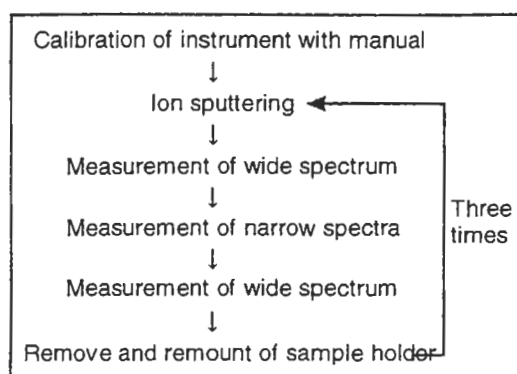 Calibration of instrument with manual
↓
Ion sputtering
↓
Measurement of wide spectrum
↓
Measurement of narrow spectra
↓
Measurement of wide spectrum
↓
Remove and remount of sample holder
Three
times